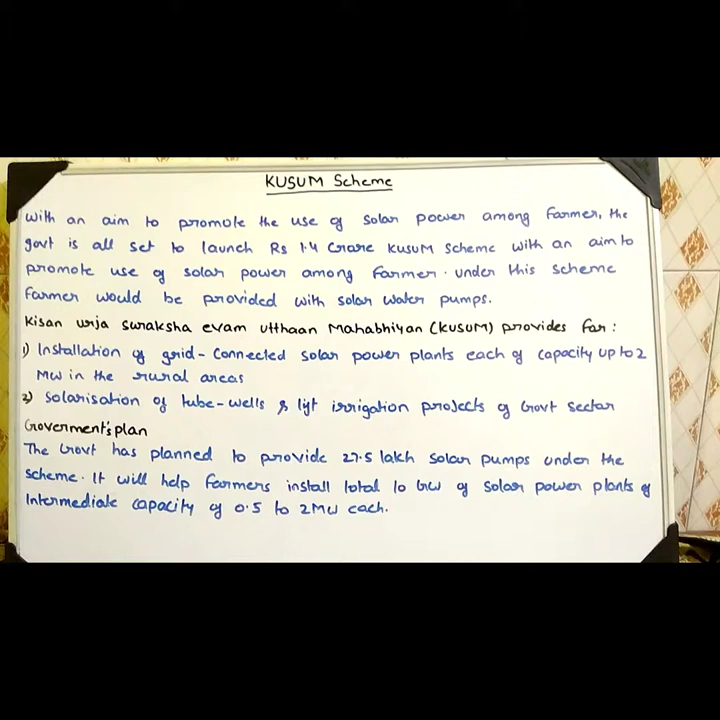 KUSUM Scheme
With an aim to promote the use of solar power among farmer, the
govt is all set to launch Rs 1.4 Crare KUSUM scheme with an aim to
promote use of solar power among farmer. under this scheme
farmer would be provided with solar water pumps.
Kisan urja suraksha evam utthaan Mahabhiyan (KUSUM) provides far:
1) Installation of grid-connected solar power plants each of capacity up to 2
MW in the rural areas
2) Solarisation of tube-wells & lift irrigation projects of Govt sector
Goverment's plan
The Govt has planned to provide 27.5 lakh solar pumps under the
scheme. It will help farmers install total 10 GW of solar power plants of
Intermediate capacity of 0.5 to 2MW each.